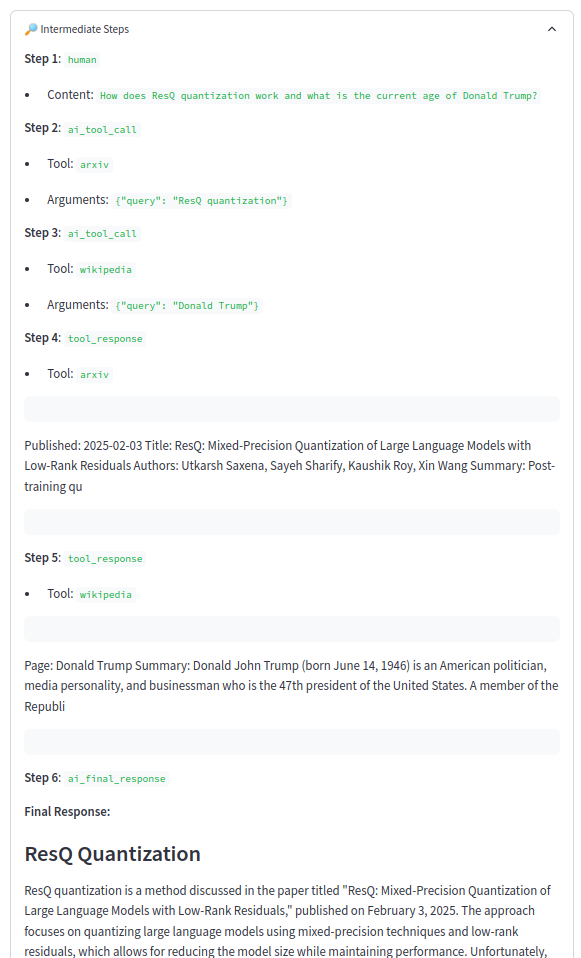 🔎 Intermediate Steps
Step 1: human
• Content: How does ResQ quantization work and what is the current age of Donald Trump?
Step 2: ai_tool_call
• Tool: arxiv
• Arguments: {"query": "ResQ quantization"}
Step 3: ai_tool_call
• Tool: wikipedia
• Arguments: {"query": "Donald Trump"}
Step 4: tool_response
• Tool: arxiv
Published: 2025-02-03 Title: ResQ: Mixed-Precision Quantization of Large Language Models with
Low-Rank Residuals Authors: Utkarsh Saxena, Sayeh Sharify, Kaushik Roy, Xin Wang Summary: Post-
training qu
Step 5: tool_response
• Tool: wikipedia
Page: Donald Trump Summary: Donald John Trump (born June 14, 1946) is an American politician,
media personality, and businessman who is the 47th president of the United States. A member of the
Republi
Step 6: ai_final_response
Final Response:
ResQ Quantization
ResQ quantization is a method discussed in the paper titled "ResQ: Mixed-Precision Quantization of
Large Language Models with Low-Rank Residuals," published on February 3, 2025. The approach
focuses on quantizing large language models using mixed-precision techniques and low-rank
residuals, which allows for reducing the model size while maintaining performance. Unfortunately,